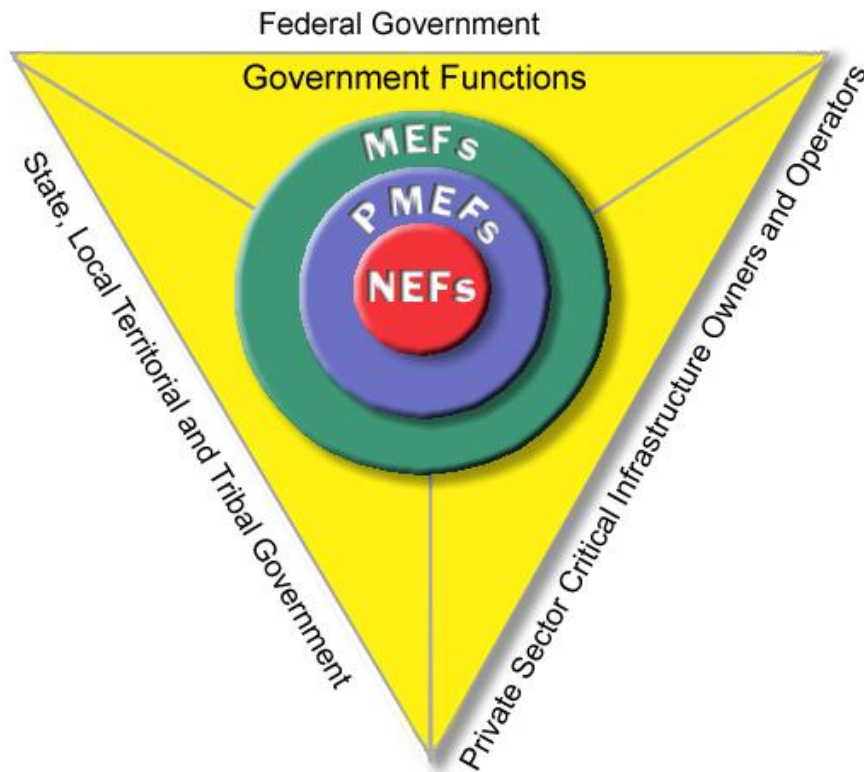 Federal Government
Government Functions
MEFs
P MEFs
NEFs
State, Local Territorial and Tribal Government
Private Sector Critical Infrastructure Owners and Operators